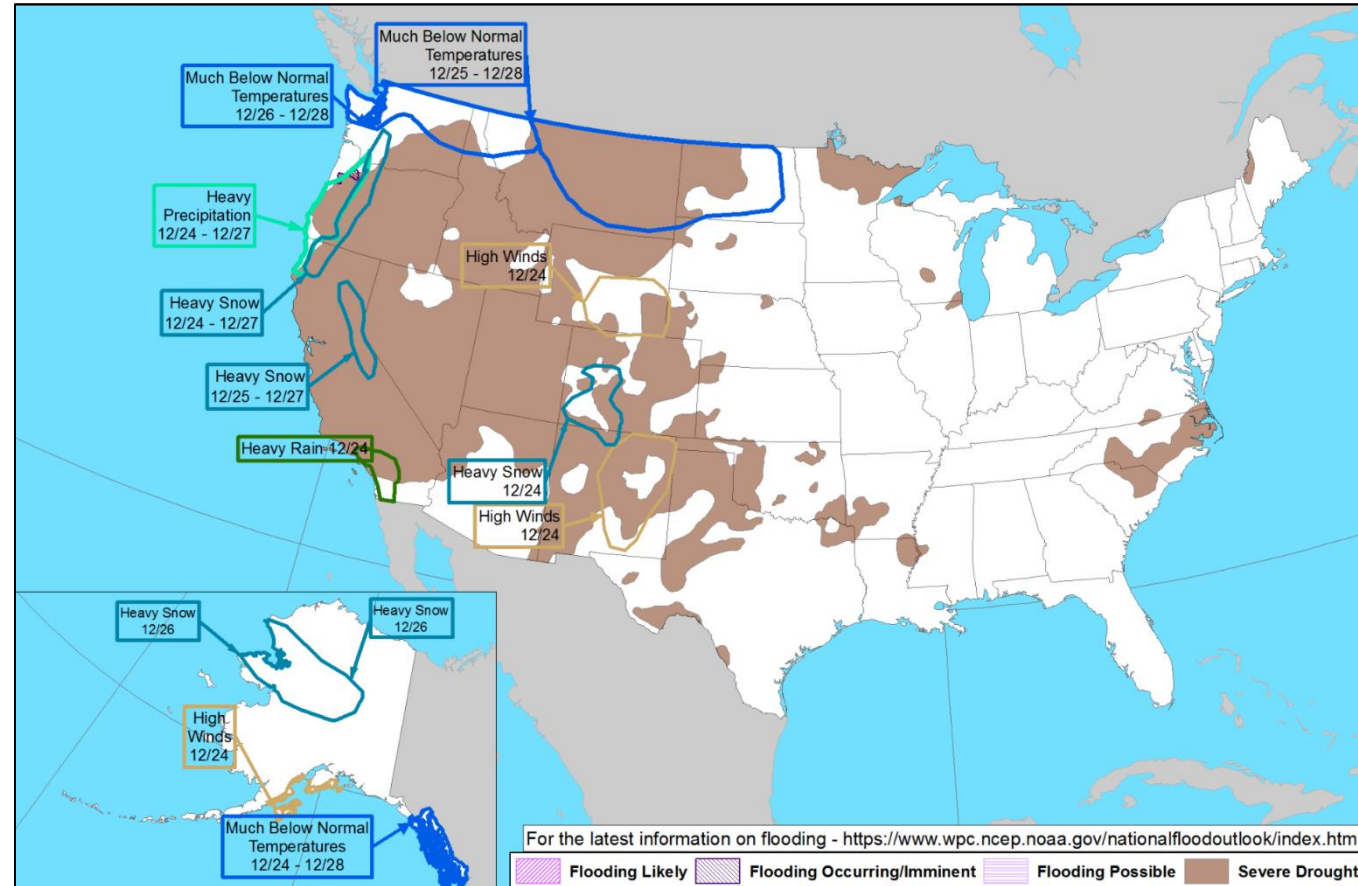 Much Below Normal
Temperatures
12/25 - 12/28
Much Below Normal
Temperatures
12/26 - 12/28
Heavy
Precipitation
12/24 - 12/27
High Winds
12/24
Heavy Snow
12/24 - 12/27
Heavy Snow
12/25 - 12/27
Heavy Rain 12/24
Heavy Snow
12/24
High Winds
12/24
Heavy Snow
12/26
Heavy Snow
12/26
High
Winds
12/24
Much Below Normal
Temperatures
12/24 - 12/28
For the latest information on flooding - https://www.wpc.ncep.noaa.gov/nationalfloodoutlook/index.htm
Flooding Likely
Flooding Occurring/Imminent
Flooding Possible
Severe Drought